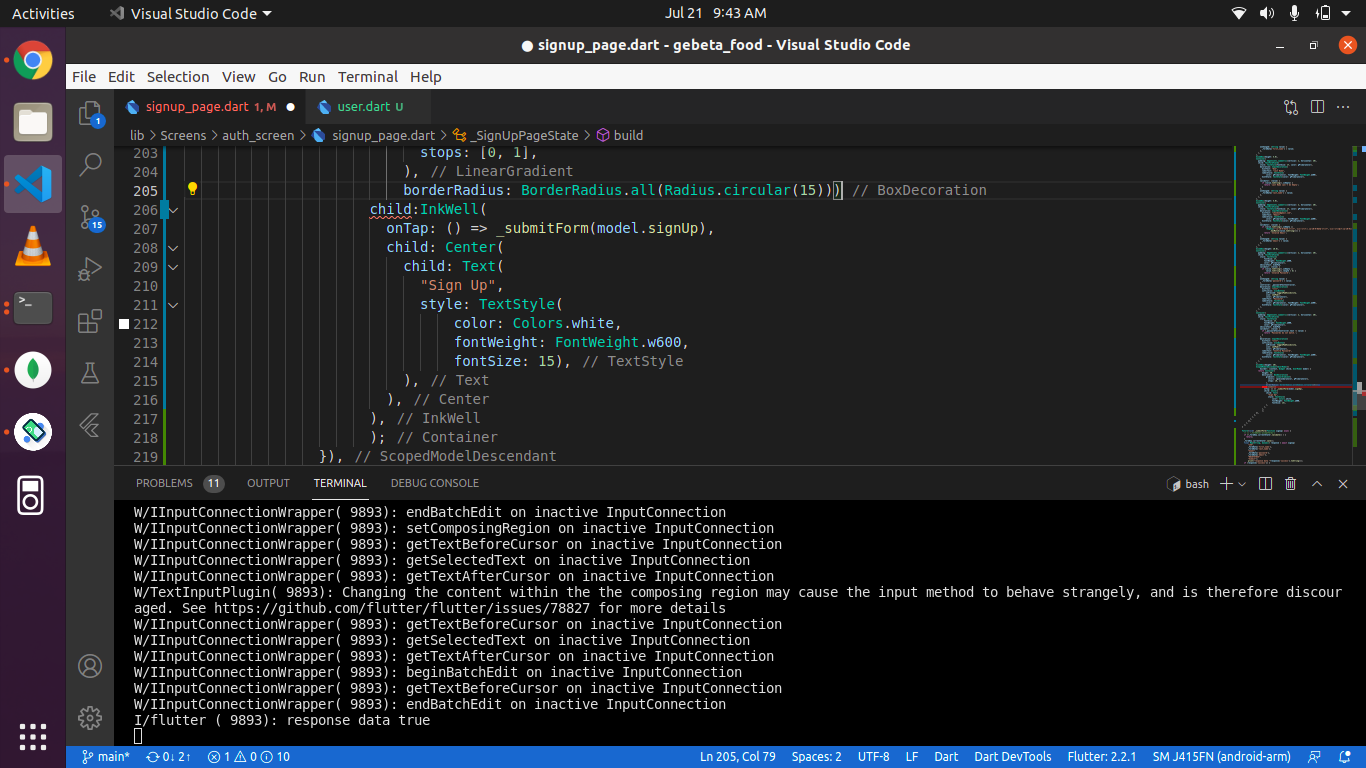 Activities
Visual Studio Code
Jul 21 9:43 AM
● signup_page.dart - gebeta_food - Visual Studio Code
File Edit Selection View Go Run Terminal Help
signup_page.dart 1, M ●
user.dart U
lib > Screens > auth_screen > signup_page.dart > _SignUpPageState > build
1
15
203 stops: [0, 1],
204 ), // LinearGradient
205 borderRadius: BorderRadius.all(Radius.circular(15))) // BoxDecoration
206 child:InkWell(
207 onTap: () => _submitForm(model.signUp),
208 child: Center(
209 child: Text(
210 "Sign Up",
211 style: TextStyle(
212 color: Colors.white,
213 fontWeight: FontWeight.w600,
214 fontSize: 15), // TextStyle
215 ), // Text
216 ), // Center
217 ), // InkWell
218 ); // Container
219 }), // ScopedModelDescendant
PROBLEMS 11 OUTPUT TERMINAL DEBUG CONSOLE
bash
W/IInputConnectionWrapper( 9893): endBatchEdit on inactive InputConnection
W/IInputConnectionWrapper( 9893): setComposingRegion on inactive InputConnection
W/IInputConnectionWrapper( 9893): getTextBeforeCursor on inactive InputConnection
W/IInputConnectionWrapper( 9893): getSelectedText on inactive InputConnection
W/IInputConnectionWrapper( 9893): getTextAfterCursor on inactive InputConnection
W/TextInputPlugin( 9893): Changing the content within the the composing region may cause the input method to behave strangely, and is therefore discour
aged. See https://github.com/flutter/flutter/issues/78827 for more details
W/IInputConnectionWrapper( 9893): getTextBeforeCursor on inactive InputConnection
W/IInputConnectionWrapper( 9893): getSelectedText on inactive InputConnection
W/IInputConnectionWrapper( 9893): getTextAfterCursor on inactive InputConnection
W/IInputConnectionWrapper( 9893): beginBatchEdit on inactive InputConnection
W/IInputConnectionWrapper( 9893): getTextBeforeCursor on inactive InputConnection
W/IInputConnectionWrapper( 9893): endBatchEdit on inactive InputConnection
I/flutter ( 9893): response data true
main* 0↓ 2↑ 1 0 10
Ln 205, Col 79 Spaces: 2 UTF-8 LF Dart Dart DevTools Flutter: 2.2.1 SM J415FN (android-arm)